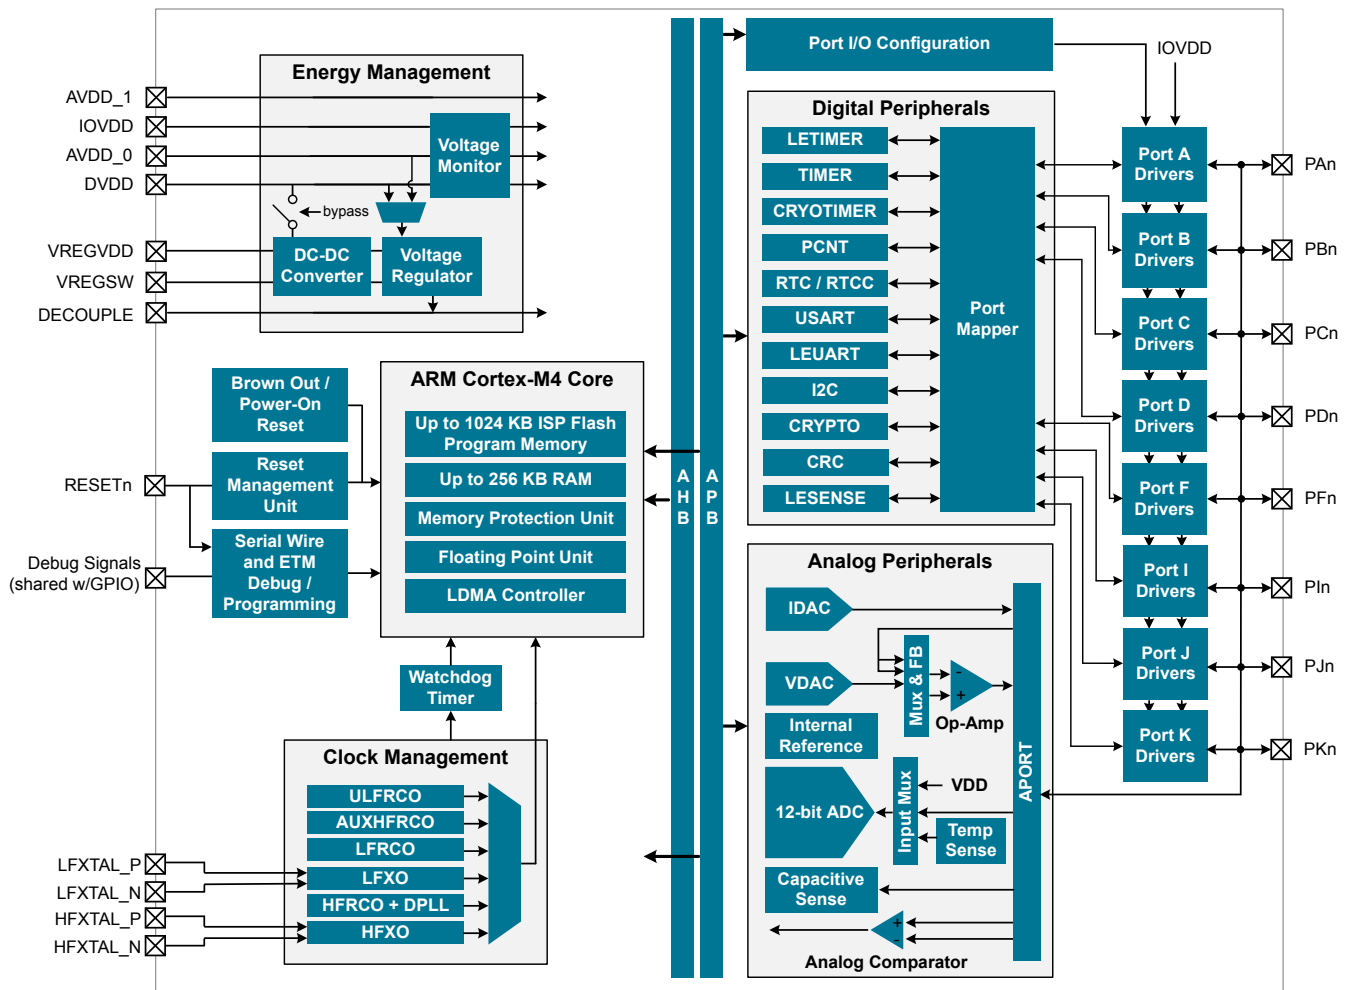 Energy Management
AVDD_1
IOVDD
AVDD_0
DVDD
VREGVDD
VREGSW
DECOUPLE
Voltage
Monitor
bypass
DC-DC
Converter
Voltage
Regulator
Brown Out /
Power-On
Reset
Reset
Management
Unit
Serial Wire
and ETM
Debug /
Programming
RESETn
Debug Signals
(shared w/GPIO)
ARM Cortex-M4 Core
Up to 1024 KB ISP Flash
Program Memory
Up to 256 KB RAM
Memory Protection Unit
Floating Point Unit
LDMA Controller
Watchdog
Timer
Clock Management
ULFRCO
AUXHFRCO
LFRCO
LFXO
HFRCO + DPLL
HFXO
LFXTAL_P
LFXTAL_N
HFXTAL_P
HFXTAL_N
A
H
B
A
P
B
Port I/O Configuration
IOVDD
Digital Peripherals
LETIMER
TIMER
CRYOTIMER
PCNT
RTC / RTCC
USART
LEUART
I2C
CRYPTO
CRC
LESENSE
Port
Mapper
Analog Peripherals
IDAC
VDAC
Mux & FB
-
+
Op-Amp
Internal
Reference
12-bit ADC
Input Mux
VDD
Temp
Sense
Capacitive
Sense
+
-
Analog Comparator
APORT
Port A
Drivers
Port B
Drivers
Port C
Drivers
Port D
Drivers
Port F
Drivers
Port I
Drivers
Port J
Drivers
Port K
Drivers
PAn
PBn
PCn
PDn
PFn
PIn
PJn
PKn